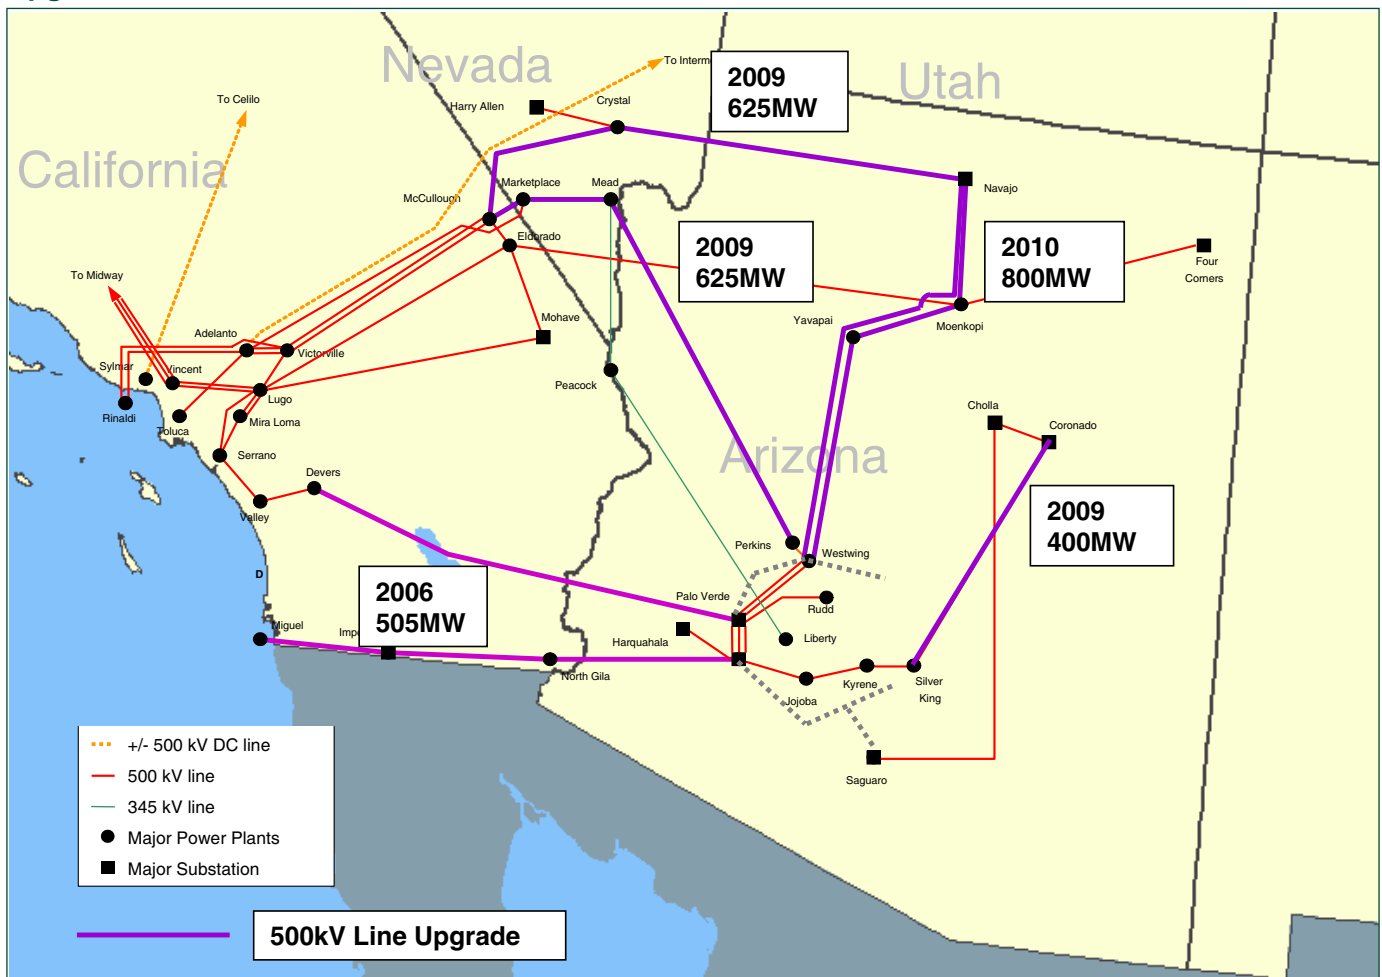 Nevada
Utah
California
Arizona
To Interm
2009
625MW
To Celilo
Harry Allen
Crystal
Marketplace
Mead
McCullough
Navajo
Eldorado
2009
625MW
2010
800MW
Four
Corners
To Midway
Mohave
Yavapai
Moenkopi
Adelanto
Victorville
Sylmar
Vincent
Lugo
Peacock
Rinaldi
Toluca
Mira Loma
Cholla
Coronado
Serrano
Devers
Valley
2009
400MW
Perkins
Westwing
D
2006
505MW
Palo Verde
Rudd
Miguel
Impe
Harquahala
Liberty
North Gila
Jojoba
Kyrene
Silver
King
Saguaro
+/- 500 kV DC line
500 kV line
345 kV line
Major Power Plants
Major Substation
500kV Line Upgrade